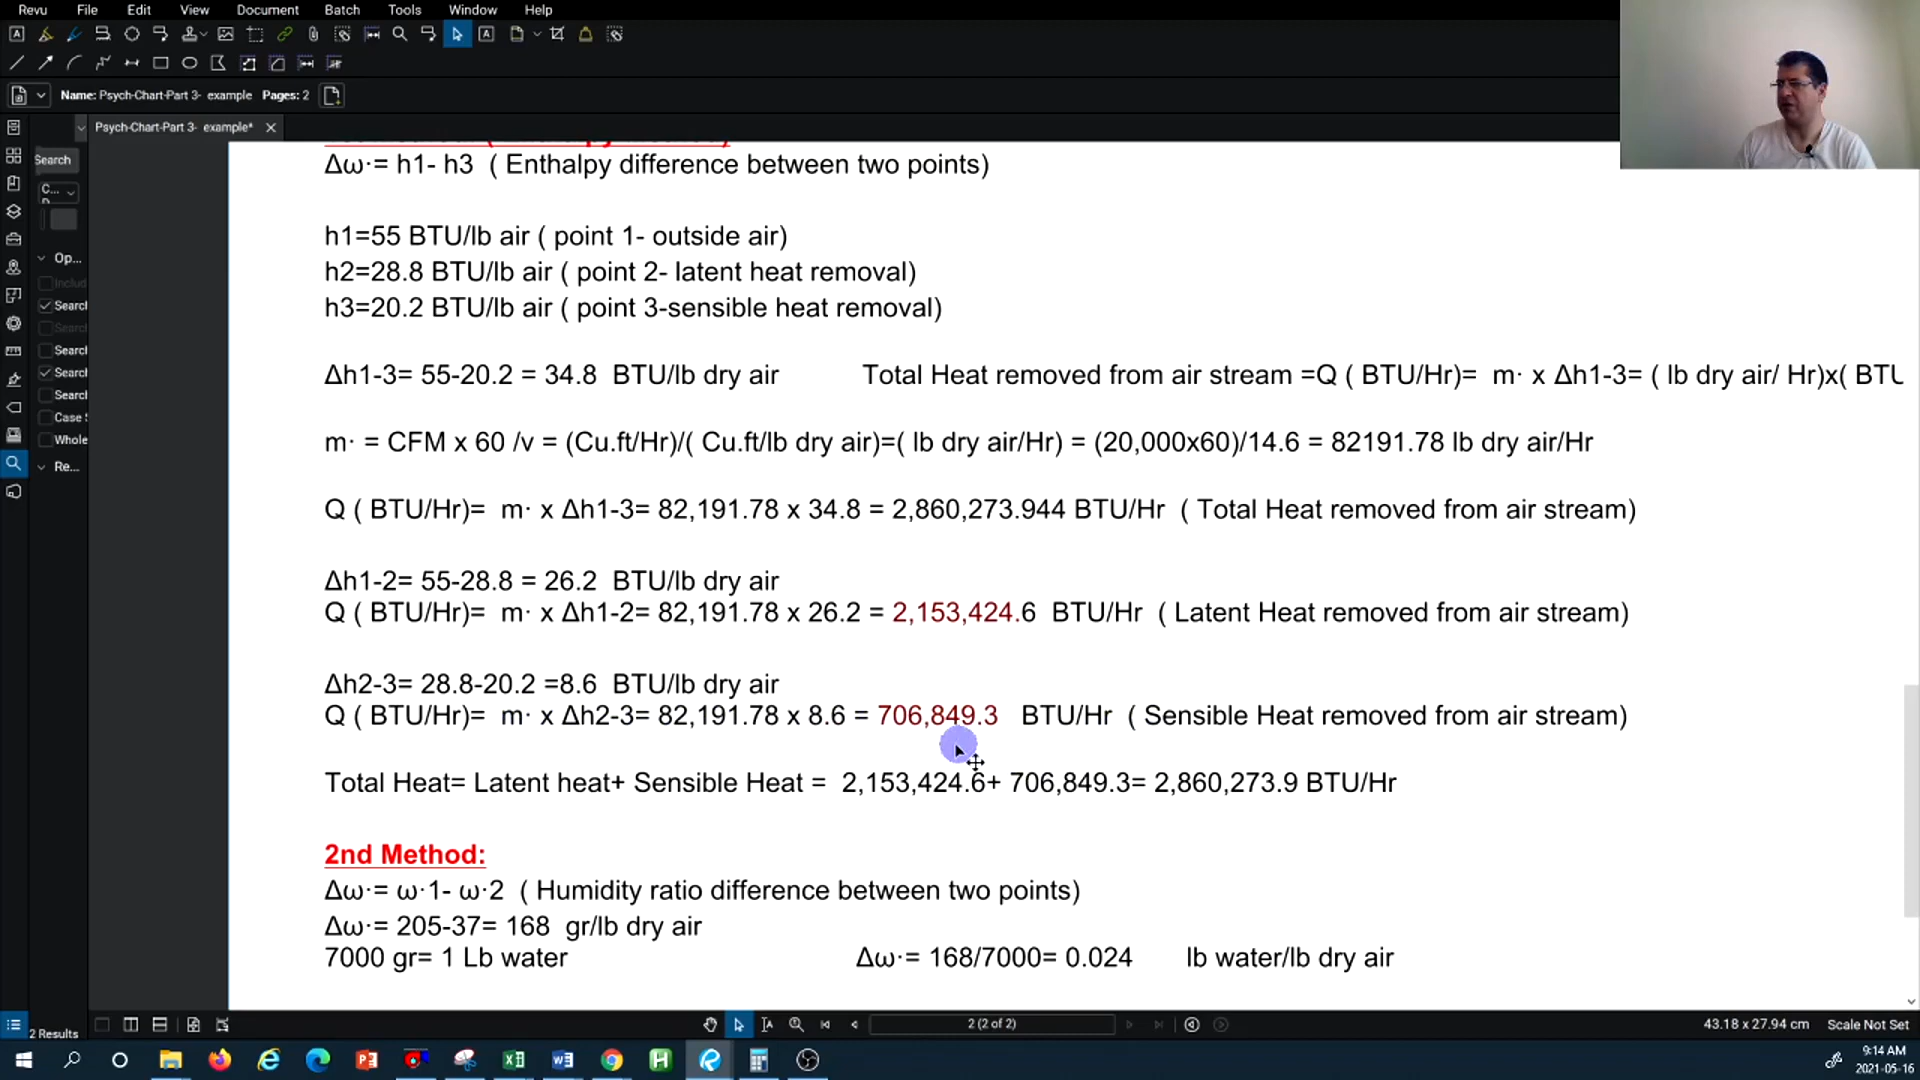 Revu File Edit View Document Batch Tools Window Help
Name: Psych-Chart-Part 3- example Pages: 2
Psych-Chart-Part 3- example*
Search
C...
Op...
Includ
Search
Search
Search
Search
Search
Case S
Whole
Re...
Δω·= h1- h3 ( Enthalpy difference between two points)
h1=55 BTU/lb air ( point 1- outside air)
h2=28.8 BTU/lb air ( point 2- latent heat removal)
h3=20.2 BTU/lb air ( point 3-sensible heat removal)
Δh1-3= 55-20.2 = 34.8 BTU/lb dry air Total Heat removed from air stream =Q ( BTU/Hr)= m· x Δh1-3= ( lb dry air/ Hr)x( BTU
m· = CFM x 60 /v = (Cu.ft/Hr)/( Cu.ft/lb dry air)=( lb dry air/Hr) = (20,000x60)/14.6 = 82191.78 lb dry air/Hr
Q ( BTU/Hr)= m· x Δh1-3= 82,191.78 x 34.8 = 2,860,273.944 BTU/Hr ( Total Heat removed from air stream)
Δh1-2= 55-28.8 = 26.2 BTU/lb dry air
Q ( BTU/Hr)= m· x Δh1-2= 82,191.78 x 26.2 = 2,153,424.6 BTU/Hr ( Latent Heat removed from air stream)
Δh2-3= 28.8-20.2 =8.6 BTU/lb dry air
Q ( BTU/Hr)= m· x Δh2-3= 82,191.78 x 8.6 = 706,849.3 BTU/Hr ( Sensible Heat removed from air stream)
Total Heat= Latent heat+ Sensible Heat = 2,153,424.6+ 706,849.3= 2,860,273.9 BTU/Hr
2nd Method:
Δω·= ω·1- ω·2 ( Humidity ratio difference between two points)
Δω·= 205-37= 168 gr/lb dry air
7000 gr= 1 Lb water Δω·= 168/7000= 0.024 lb water/lb dry air
2 Results
2 (2 of 2)
43.18 x 27.94 cm Scale Not Set
9:14 AM
2021-05-16